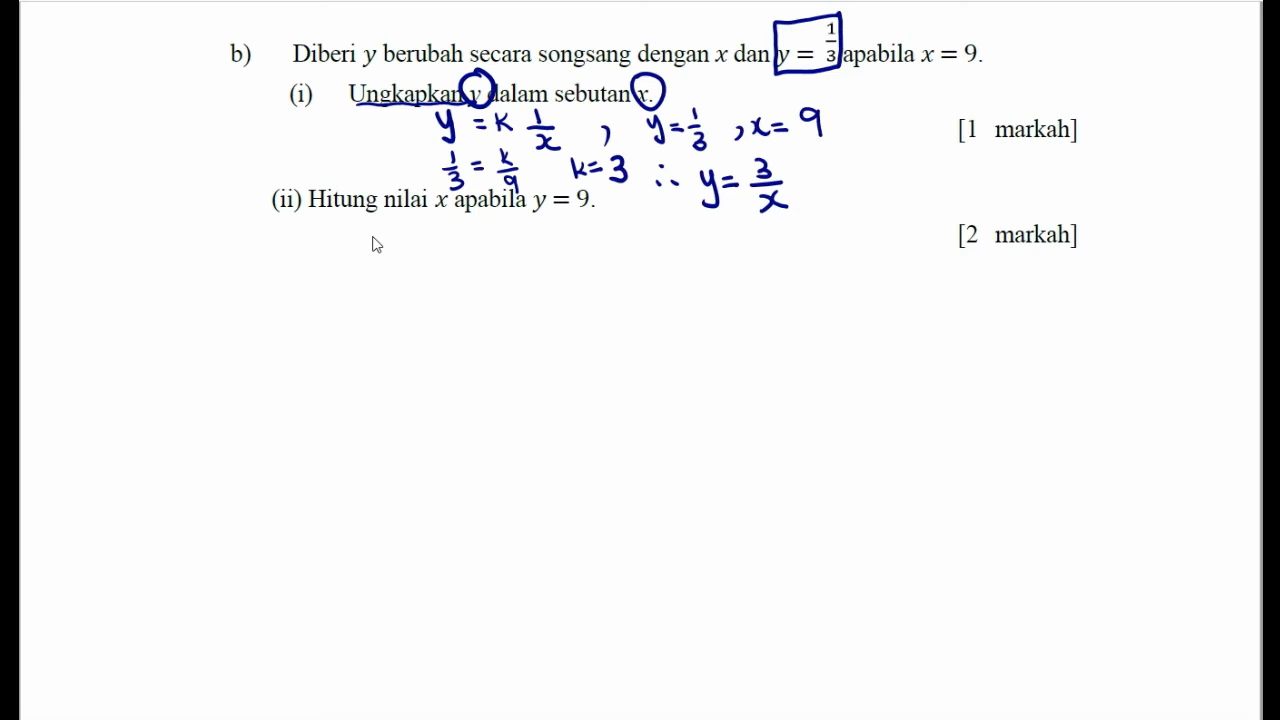 b) Diberi y berubah secara songsang dengan x dan y = 1/3 apabila x = 9.
(i) Ungkapkan y dalam sebutan x.
y = k 1/x , y = 1/3 , x = 9
[1 markah]
1/3 = k/9 k = 3 ∴ y = 3/x
(ii) Hitung nilai x apabila y = 9.
[2 markah]